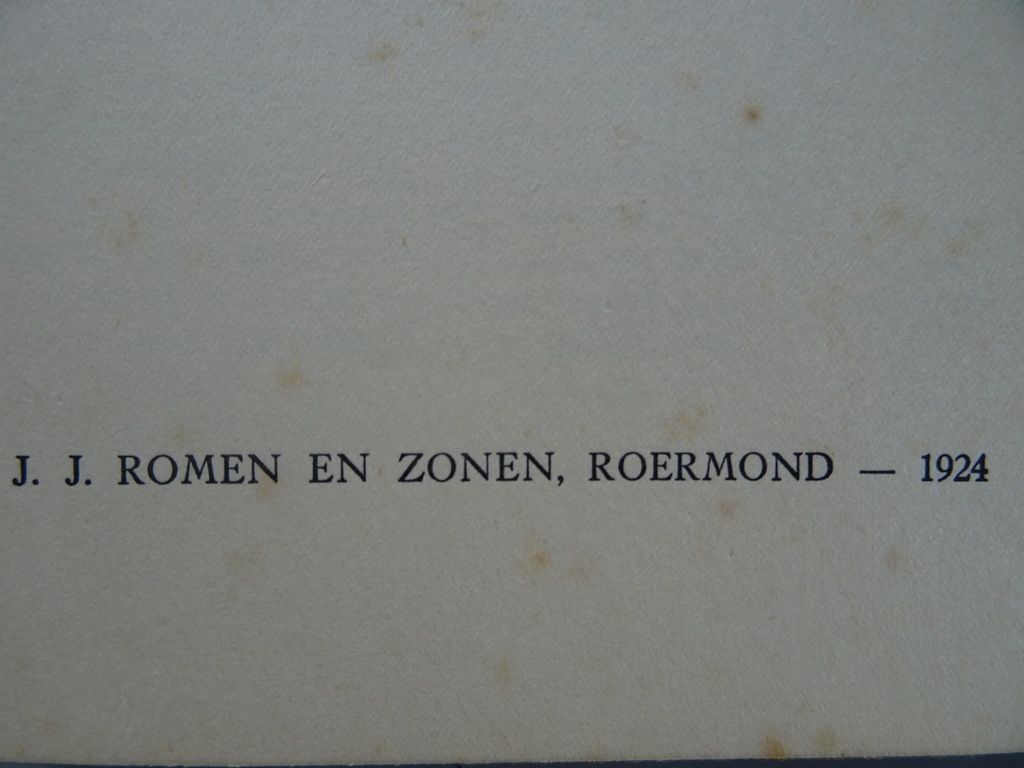 J. J. ROMEN EN ZONEN, ROERMOND — 1924